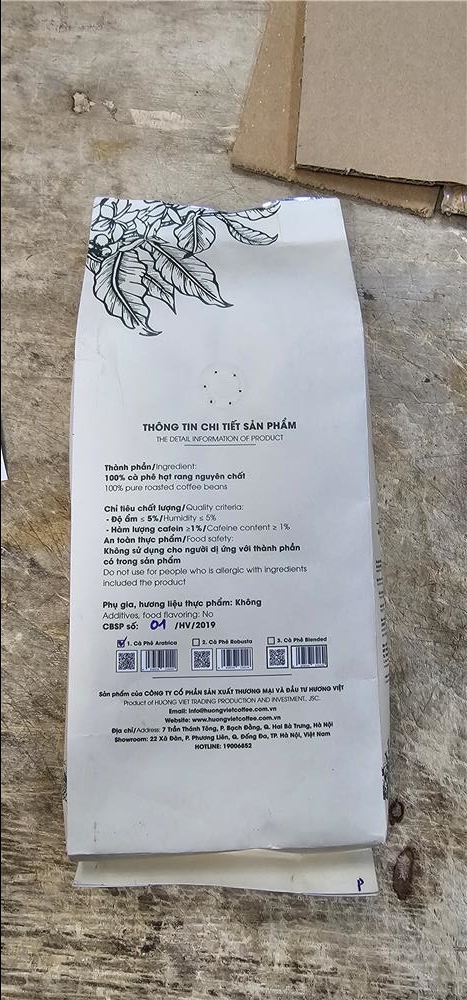 THÔNG TIN CHI TIẾT SẢN PHẨM
THE DETAIL INFORMATION OF PRODUCT
Thành phần/Ingredient:
100% cà phê hạt rang nguyên chất
100% pure roasted coffee beans
Chỉ tiêu chất lượng/Quality criteria:
- Độ ẩm ≤ 5%/Humidity ≤ 5%
- Hàm lượng cafein ≥1%/Cafeine content ≥ 1%
An toàn thực phẩm/Food safety:
Không sử dụng cho người dị ứng với thành phần
có trong sản phẩm
Do not use for people who is allergic with ingredients
included the product
Phụ gia, hương liệu thực phẩm: Không
Additives, food flavoring: No
CBSP số: 01 /HV/2019
1. Cà Phê Arabica 2. Cà Phê Robusta 3. Cà Phê Blended
Sản phẩm của CÔNG TY CỔ PHẦN SẢN XUẤT THƯƠNG MẠI VÀ ĐẦU TƯ HƯƠNG VIỆT
Product of HUONG VIET TRADING PRODUCTION AND INVESTMENT, JSC.
Email: info@huongvietcoffee.com.vn
Website: www.huongvietcoffee.com.vn
Địa chỉ/Address: 7 Trần Thánh Tông, P. Bạch Đằng, Q. Hai Bà Trưng, Hà Nội
Showroom: 22 Xã Đàn, P. Phương Liên, Q. Đống Đa, TP. Hà Nội, Việt Nam
HOTLINE: 19006852
P